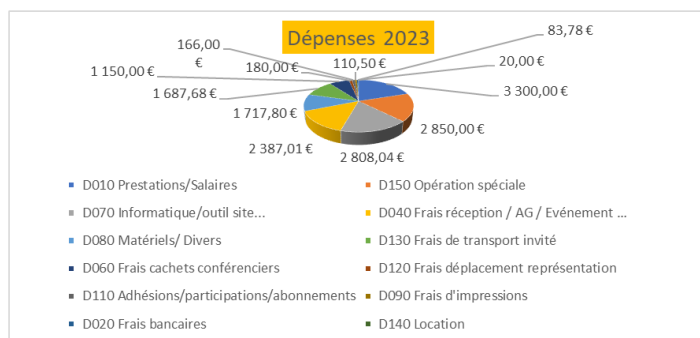 Dépenses 2023
83,78 €
166,00
€
110,50 €
20,00 €
180,00 €
1 150,00 €
3 300,00 €
1 687,68 €
1 717,80 €
2 850,00 €
2 387,01 €
2 808,04 €
D010 Prestations/Salaires
D150 Opération spéciale
D070 Informatique/outil site...
D040 Frais réception / AG / Evénement ...
D080 Matériels/ Divers
D130 Frais de transport invité
D060 Frais cachets conférenciers
D120 Frais déplacement représentation
D110 Adhésions/participations/abonnements
D090 Frais d'impressions
D020 Frais bancaires
D140 Location